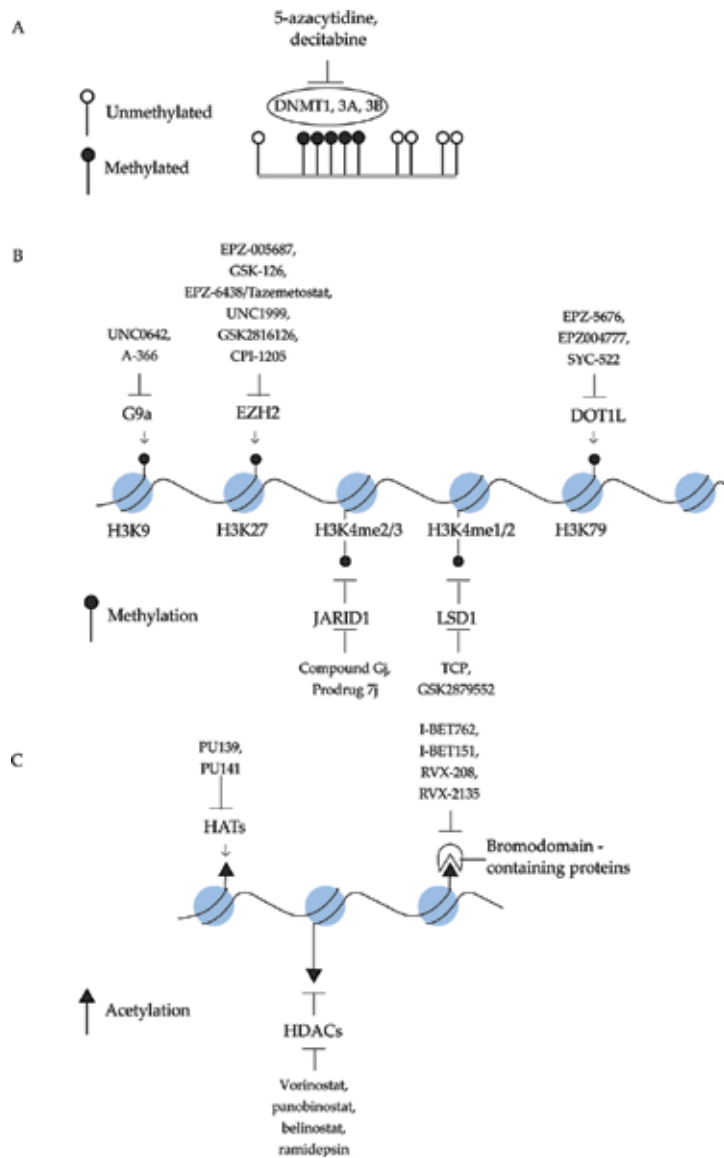 A
5-azacytidine,
decitabine
DNMT1, 3A, 3B
Unmethylated
Methylated
B
EPZ-005687,
GSK-126,
EPZ-6438/Tazemetostat,
UNC1999,
GSK2816126,
CPI-1205
UNC0642,
A-366
EPZ-5676,
EPZ004777,
SYC-522
G9a
EZH2
DOT1L
H3K9
H3K27
H3K4me2/3
H3K4me1/2
H3K79
Methylation
JARID1
LSD1
Compound Gj,
Prodrug 7j
TCP,
GSK2879552
C
PU139,
PU141
I-BET762,
I-BET151,
RVX-208,
RVX-2135
HATs
Bromodomain -
containing proteins
Acetylation
HDACs
Vorinostat,
panobinostat,
belinostat,
ramidepsin